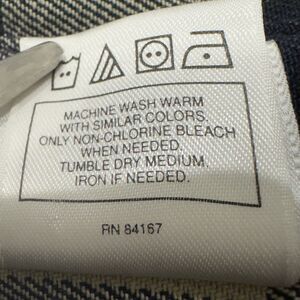 MACHINE WASH WARM
WITH SIMILAR COLORS.
ONLY NON-CHLORINE BLEACH
WHEN NEEDED.
TUMBLE DRY MEDIUM,
IRON IF NEEDED.
RN 84167